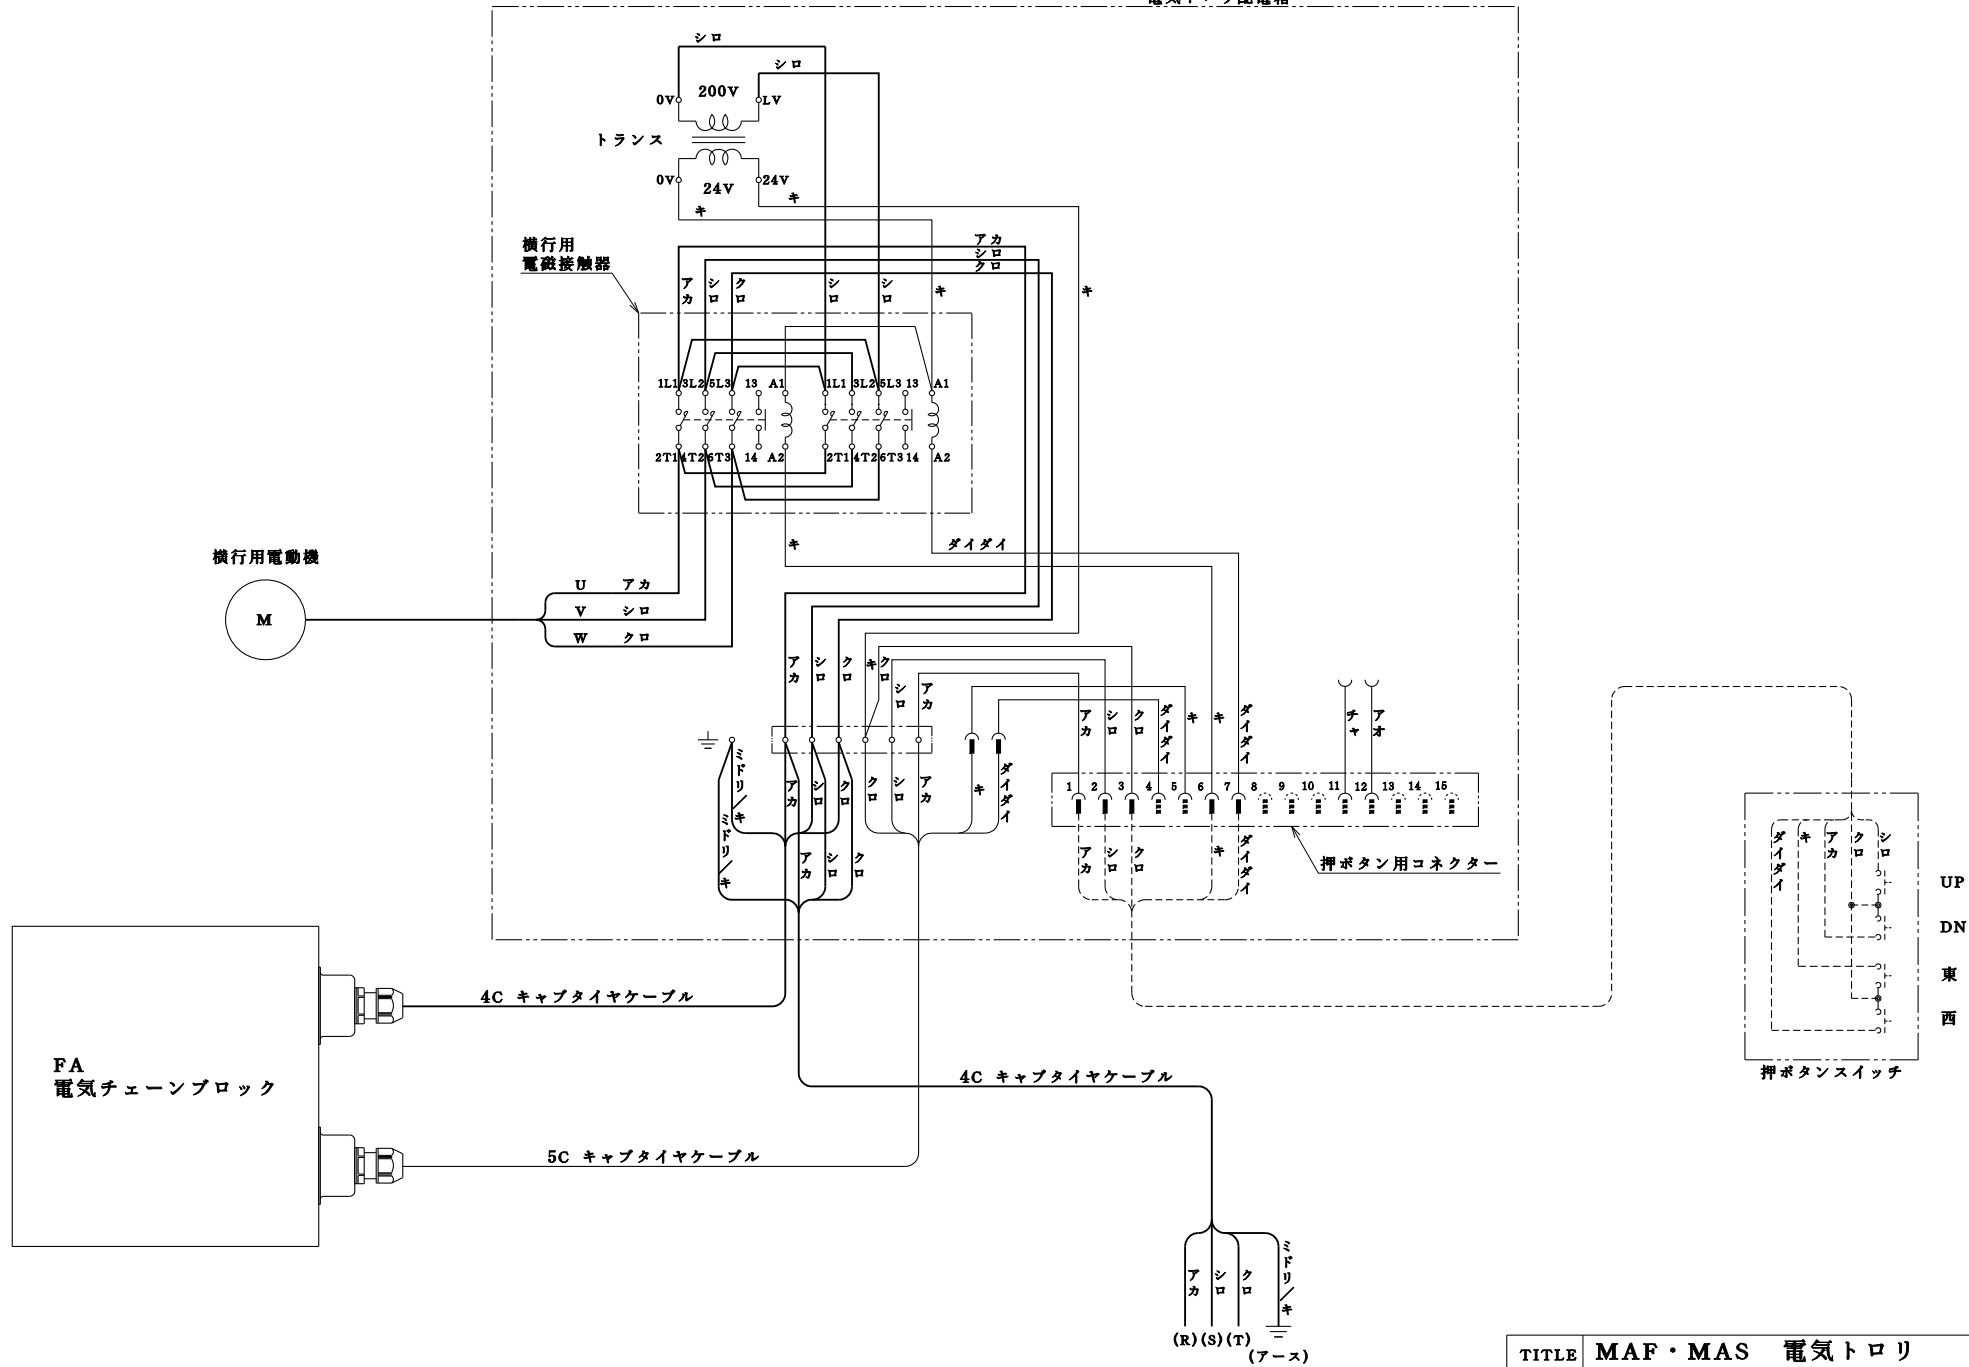 シロ
シロ
0V
200V
LV
トランス
0V
24V
24V
キ
キ
横行用
電磁接触器
アカ
シロ
クロ
アカ
シロ
クロ
シロ
シロ
キ
キ
1L1 3L2 5L3 13 A1 1L1 3L2 5L3 13 A1
2T1 4T2 6T3 14 A2 2T1 4T2 6T3 14 A2
キ
ダイダイ
横行用電動機
M
U アカ
V シロ
W クロ
アカ
シロ
クロ
キ
クロ
シロ
アカ
アカ
シロ
クロ
ダイダイ
キ
キ
ダイダイ
チャ
アオ
ミドリ/キ
ミドリ/キ
アカ
シロ
クロ
クロ
シロ
アカ
キ
ダイダイ
1 2 3 4 5 6 7 8 9 10 11 12 13 14 15
アカ
シロ
クロ
アカ
シロ
クロ
キ
ダイダイ
押ボタン用コネクター
ダイダイ
キ
アカ
クロ
シロ
UP
DN
東
西
押ボタンスイッチ
4C キャブタイヤケーブル
FA
電気チェーンブロック
4C キャブタイヤケーブル
5C キャブタイヤケーブル
アカ
シロ
クロ
ミドリ/キ
(R)(S)(T)
(アース)
TITLE MAF・MAS 電気トロリ